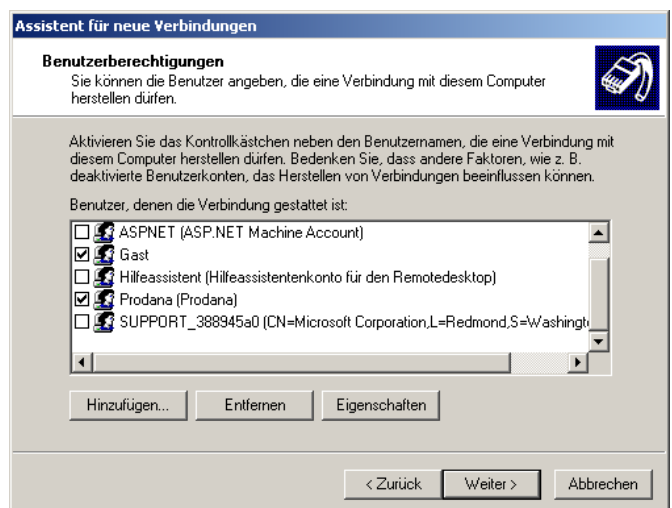 Assistent für neue Verbindungen
Benutzerberechtigungen
Sie können die Benutzer angeben, die eine Verbindung mit diesem Computer
herstellen dürfen.
Aktivieren Sie das Kontrollkästchen neben den Benutzernamen, die eine Verbindung mit
diesem Computer herstellen dürfen. Bedenken Sie, dass andere Faktoren, wie z. B.
deaktivierte Benutzerkonten, das Herstellen von Verbindungen beeinflussen können.
Benutzer, denen die Verbindung gestattet ist:
ASPNET (ASP.NET Machine Account)
Gast
Hilfeassistent (Hilfeassistentenkonto für den Remotedesktop)
Prodana (Prodana)
SUPPORT_388945a0 (CN=Microsoft Corporation,L=Redmond,S=Washingt
Hinzufügen... Entfernen Eigenschaften
< Zurück Weiter > Abbrechen